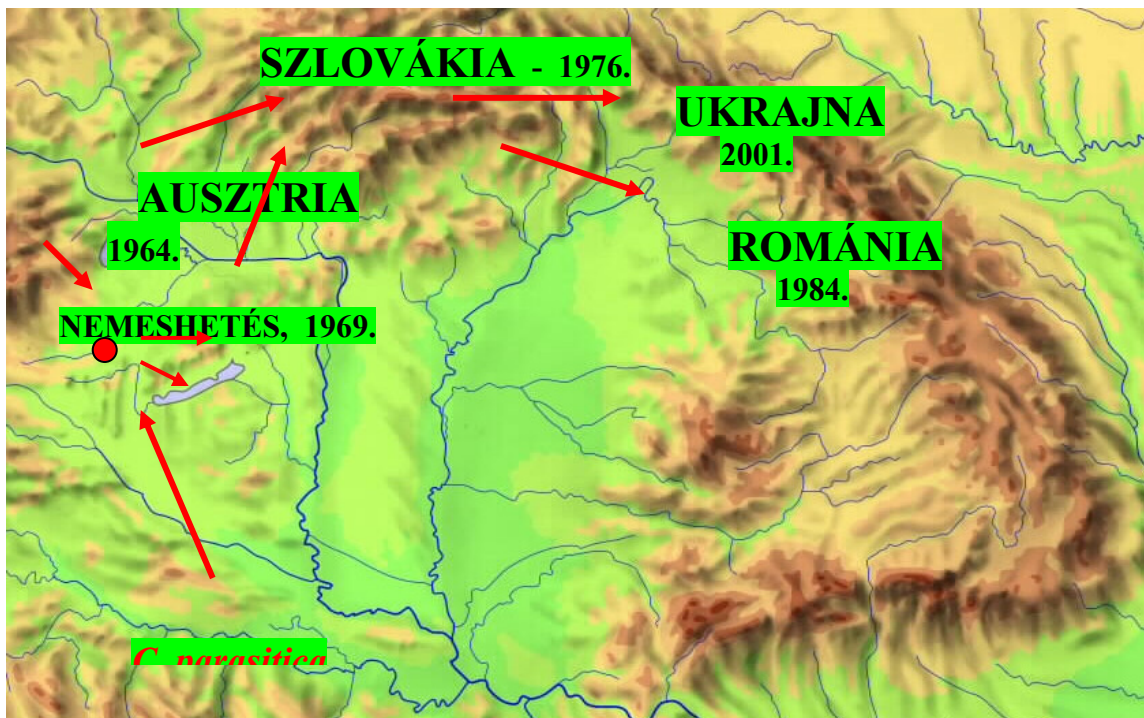 SZLOVÁKIA - 1976.
UKRAJNA
2001.
AUSZTRIA
1964.
ROMÁNIA
1984.
NEMESHETÉS, 1969.
C. parasitica